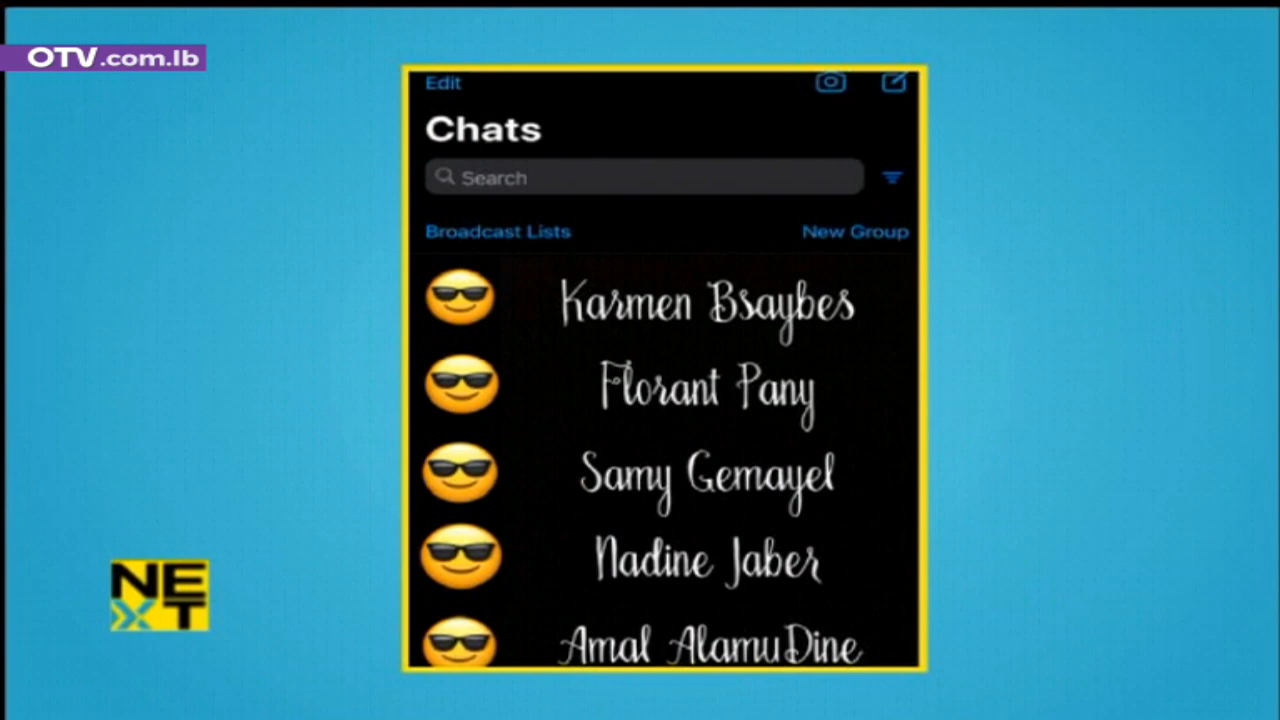 OTV.com.lb
Edit
Chats
Search
Broadcast Lists New Group
Karmen Bsaybes
Florant Pany
Samy Gemayel
Nadine Jaber
Amal AlamuDine
NEXT